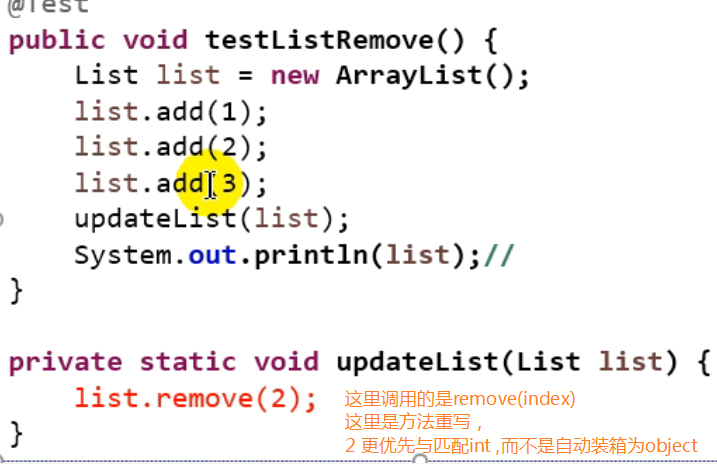 @Test
public void testListRemove() {
List list = new ArrayList();
list.add(1);
list.add(2);
list.add(3);
updateList(list);
System.out.println(list);//
}
private static void updateList(List list) {
list.remove(2);
这里调用的是remove(index)
这里是方法重写，
2 更优先与匹配int ,而不是自动装箱为object
}